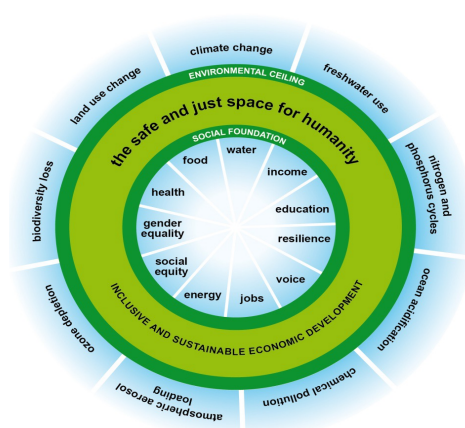 climate change
freshwater use
nitrogen and
phosphorus cycles
ocean acidification
chemical pollution
atmospheric aerosol
loading
ozone depletion
biodiversity loss
land use change
ENVIRONMENTAL CEILING
the safe and just space for humanity
SOCIAL FOUNDATION
water
income
education
resilience
voice
jobs
energy
social
equity
gender
equality
health
food
INCLUSIVE AND SUSTAINABLE ECONOMIC DEVELOPMENT